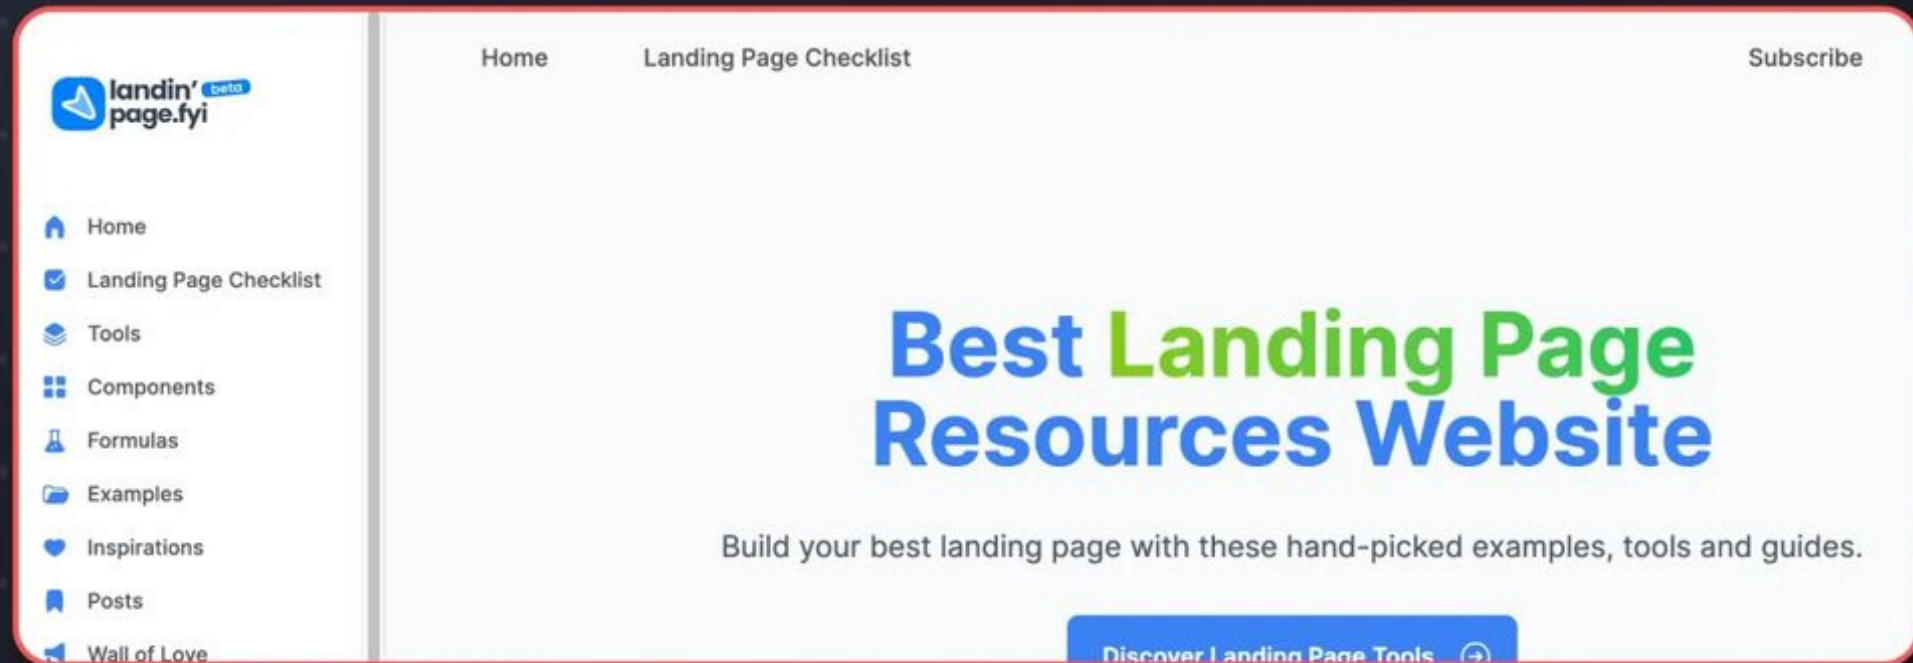 landin’ beta
page.fyi
Home
Landing Page Checklist
Tools
Components
Formulas
Examples
Inspirations
Posts
Wall of Love
Home Landing Page Checklist Subscribe
Best Landing Page
Resources Website
Build your best landing page with these hand-picked examples, tools and guides.
Discover Landing Page Tools